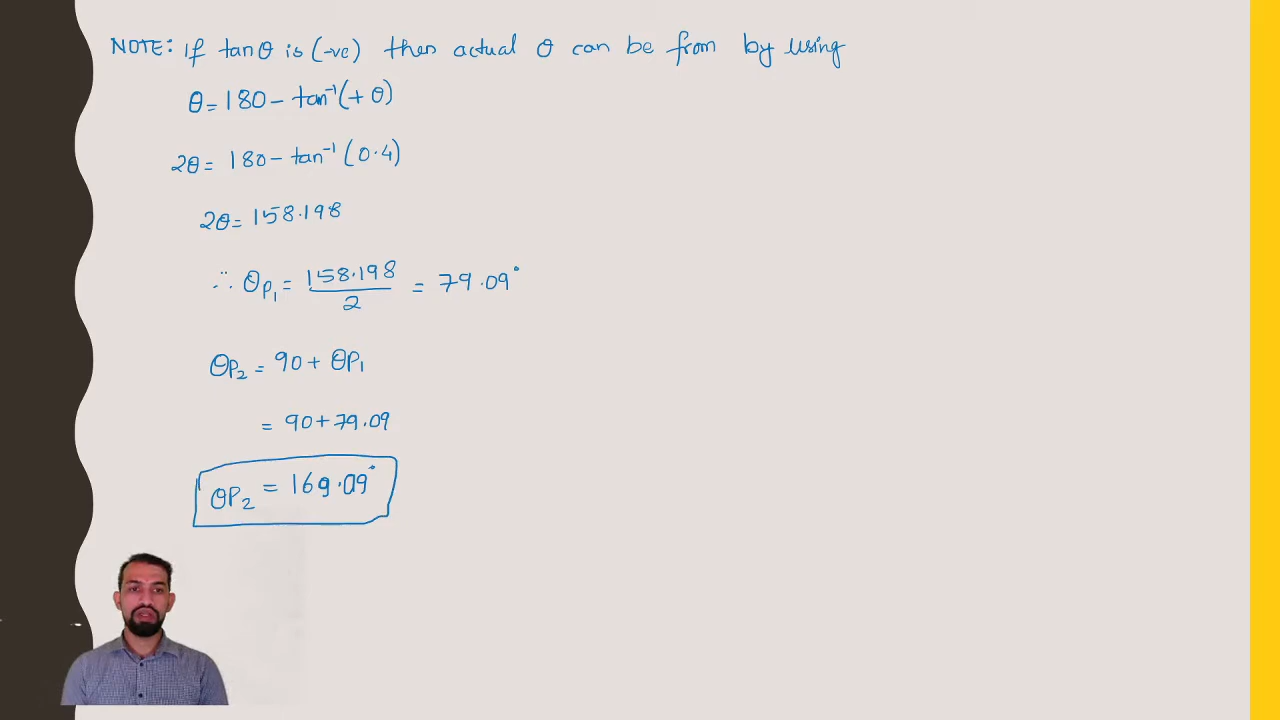 NOTE: If tanθ is (-ve) then actual θ can be from by using
θ = 180 - tan⁻¹(+ θ)
2θ = 180 - tan⁻¹ (0.4)
2θ = 158.198
∴ θP₁ = 158.198 / 2 = 79.09°
θP₂ = 90 + θP₁
= 90 + 79.09
θP₂ = 169.09°